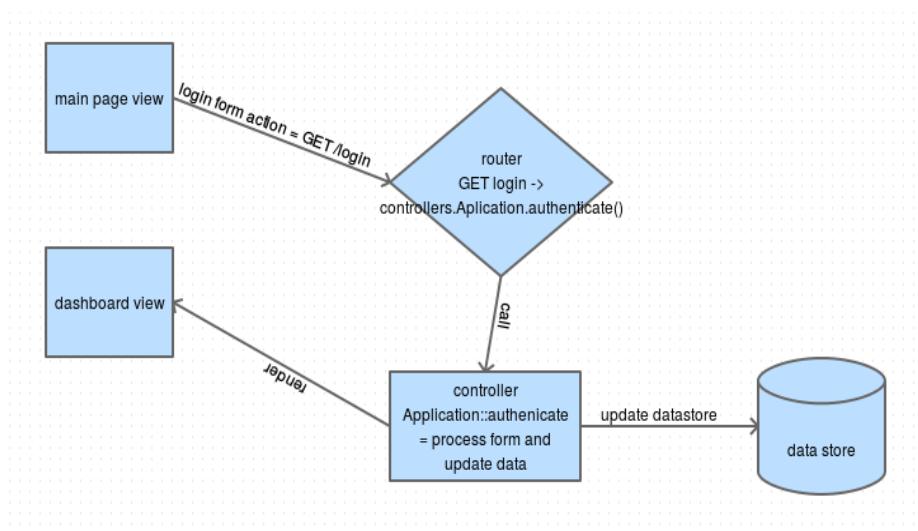 main page view
login form action = GET /login
router
GET login ->
controllers.Aplication.authenticate()
call
dashboard view
render
controller
Application::authenicate
= process form and
update data
update datastore
data store